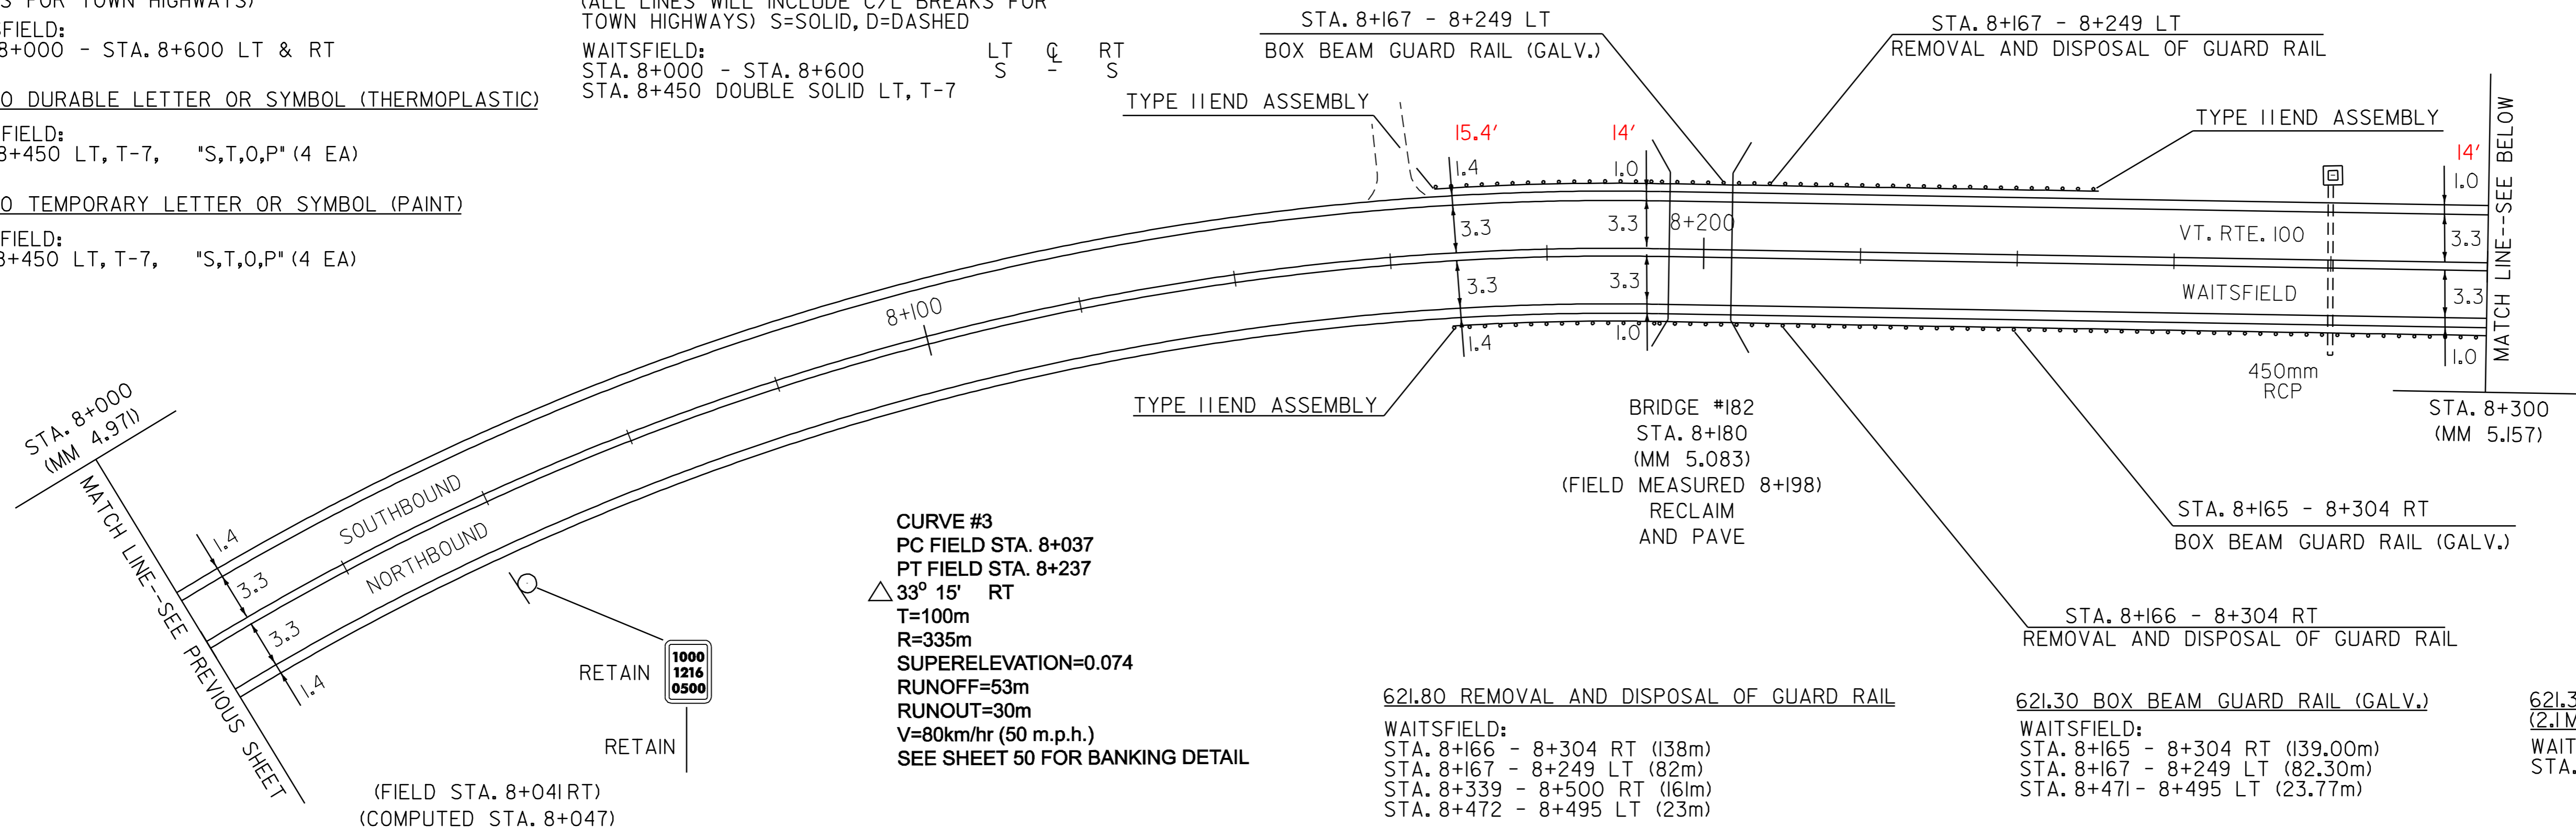 S FOR TOWN HIGHWAYS)
SFIELD:
8+000 - STA. 8+600 LT & RT
O DURABLE LETTER OR SYMBOL (THERMOPLASTIC)
FIELD:
8+450 LT, T-7, "S,T,O,P" (4 EA)
O TEMPORARY LETTER OR SYMBOL (PAINT)
FIELD:
8+450 LT, T-7, "S,T,O,P" (4 EA)
(ALL LINES WILL INCLUDE C/L BREAKS FOR
TOWN HIGHWAYS) S=SOLID, D=DASHED
WAITSFIELD: LT ℄ RT
STA. 8+000 - STA. 8+600 S - S
STA. 8+450 DOUBLE SOLID LT, T-7
STA. 8+167 - 8+249 LT
BOX BEAM GUARD RAIL (GALV.)
STA. 8+167 - 8+249 LT
REMOVAL AND DISPOSAL OF GUARD RAIL
TYPE II END ASSEMBLY
TYPE II END ASSEMBLY
15.4'
14'
14'
1.4
1.0
1.0
3.3
3.3
8+200
VT. RTE. 100
3.3
3.3
3.3
WAITSFIELD
3.3
1.4
1.0
1.0
MATCH LINE--SEE BELOW
8+100
450mm
RCP
STA. 8+300
(MM 5.157)
TYPE II END ASSEMBLY
BRIDGE #182
STA. 8+180
(MM 5.083)
(FIELD MEASURED 8+198)
RECLAIM
AND PAVE
STA. 8+000
(MM 4.971)
MATCH LINE--SEE PREVIOUS SHEET
SOUTHBOUND
NORTHBOUND
1.4
3.3
3.3
1.4
CURVE #3
PC FIELD STA. 8+037
PT FIELD STA. 8+237
△ 33° 15' RT
T=100m
R=335m
SUPERELEVATION=0.074
RUNOFF=53m
RUNOUT=30m
V=80km/hr (50 m.p.h.)
SEE SHEET 50 FOR BANKING DETAIL
STA. 8+165 - 8+304 RT
BOX BEAM GUARD RAIL (GALV.)
STA. 8+166 - 8+304 RT
REMOVAL AND DISPOSAL OF GUARD RAIL
RETAIN
1000
1216
0500
RETAIN
(FIELD STA. 8+041 RT)
(COMPUTED STA. 8+047)
621.80 REMOVAL AND DISPOSAL OF GUARD RAIL
WAITSFIELD:
STA. 8+166 - 8+304 RT (138m)
STA. 8+167 - 8+249 LT (82m)
STA. 8+339 - 8+500 RT (161m)
STA. 8+472 - 8+495 LT (23m)
621.30 BOX BEAM GUARD RAIL (GALV.)
WAITSFIELD:
STA. 8+165 - 8+304 RT (139.00m)
STA. 8+167 - 8+249 LT (82.30m)
STA. 8+471 - 8+495 LT (23.77m)
621.3
(2.1M
WAIT
STA.